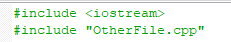 #include <iostream>
#include "OtherFile.cpp"